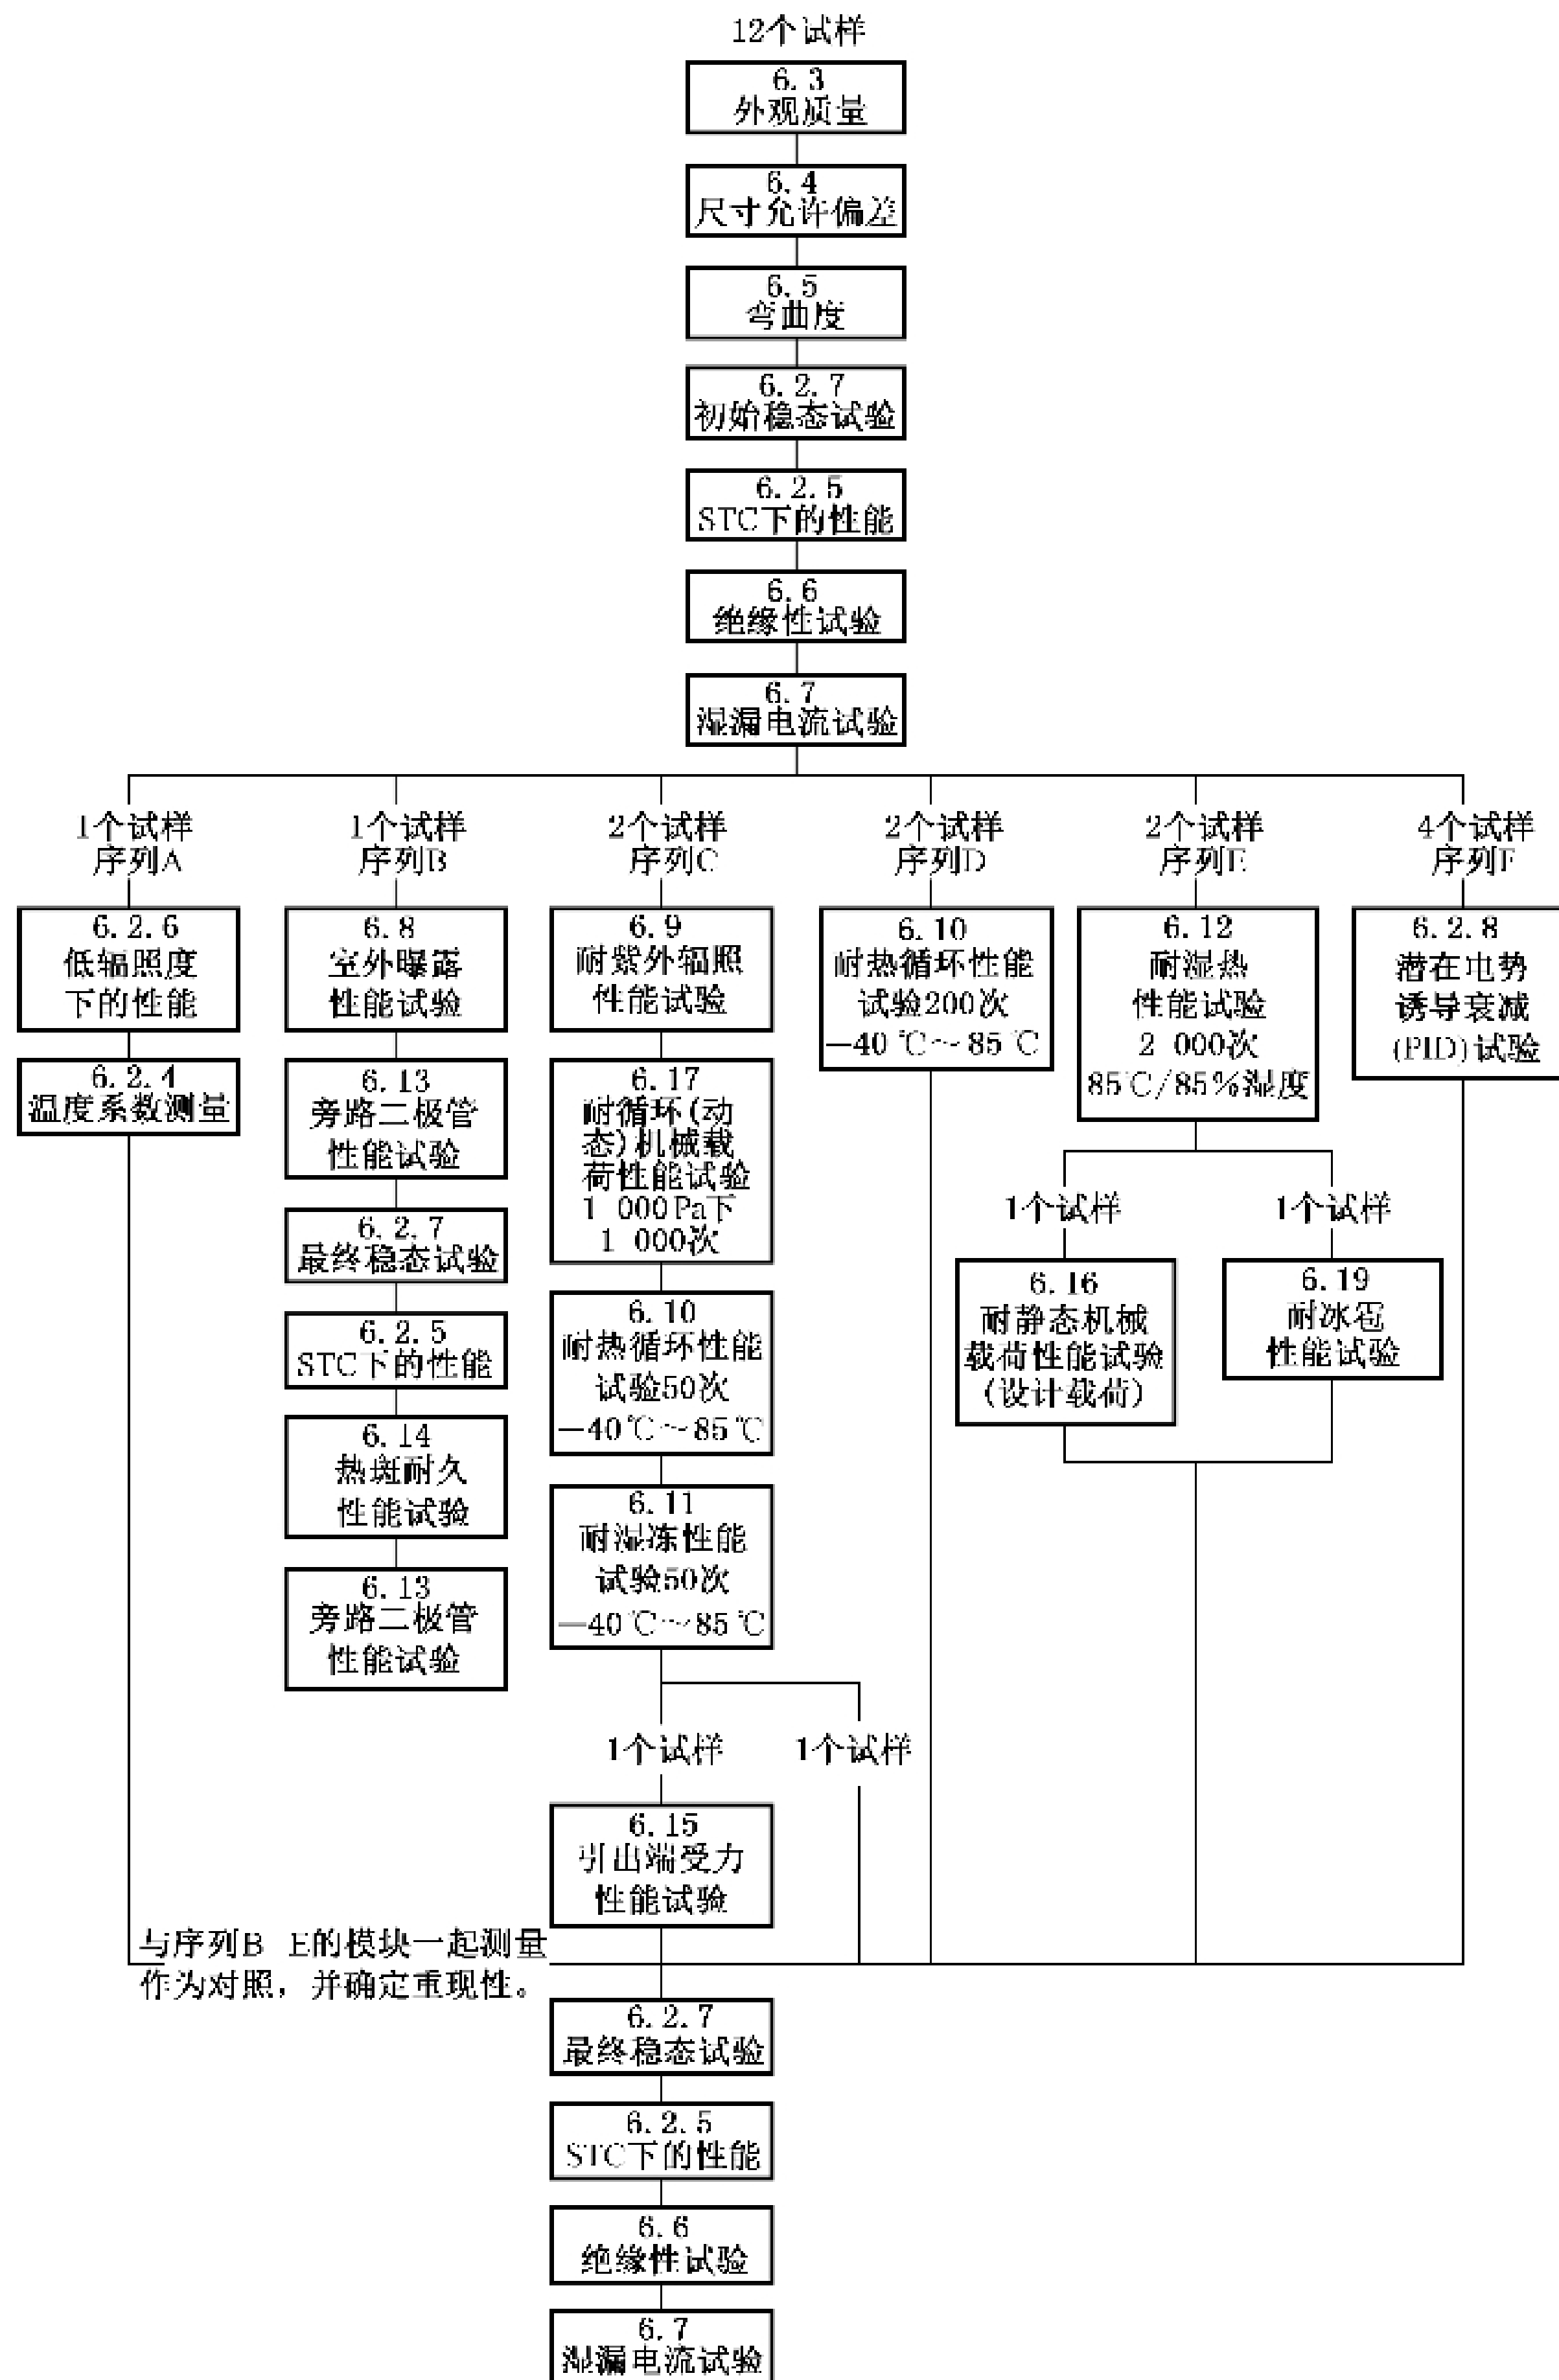 12个试样
6.3
外观质量
6.4
尺寸允许偏差
6.5
弯曲度
6.2.7
初始稳态试验
6.2.5
STC下的性能
6.6
绝缘性试验
6.7
湿漏电流试验
1个试样
序列A
6.2.6
低辐照度
下的性能
6.2.4
温度系数测量
1个试样
序列B
6.8
室外曝露
性能试验
6.13
旁路二极管
性能试验
6.2.7
最终稳态试验
6.2.5
STC下的性能
6.14
热斑耐久
性能试验
6.13
旁路二极管
性能试验
2个试样
序列C
6.9
耐紫外辐照
性能试验
6.17
耐循环(动
态)机械载
荷性能试验
1 000Pa下
1 000次
6.10
耐热循环性能
试验50次
—40℃～85℃
6.11
耐湿冻性能
试验50次
—40℃～85℃
1个试样
1个试样
6.15
引出端受力
性能试验
2个试样
序列D
6.10
耐热循环性能
试验200次
—40℃～85℃
2个试样
序列E
6.12
耐湿热
性能试验
2 000次
85℃/85%湿度
1个试样
6.16
耐静态机械
载荷性能试验
(设计载荷)
1个试样
6.19
耐冰雹
性能试验
4个试样
序列F
6.2.8
潜在电势
诱导衰减
(PID)试验
与序列B E的模块一起测量
作为对照，并确定重现性。
6.2.7
最终稳态试验
6.2.5
STC下的性能
6.6
绝缘性试验
6.7
湿漏电流试验